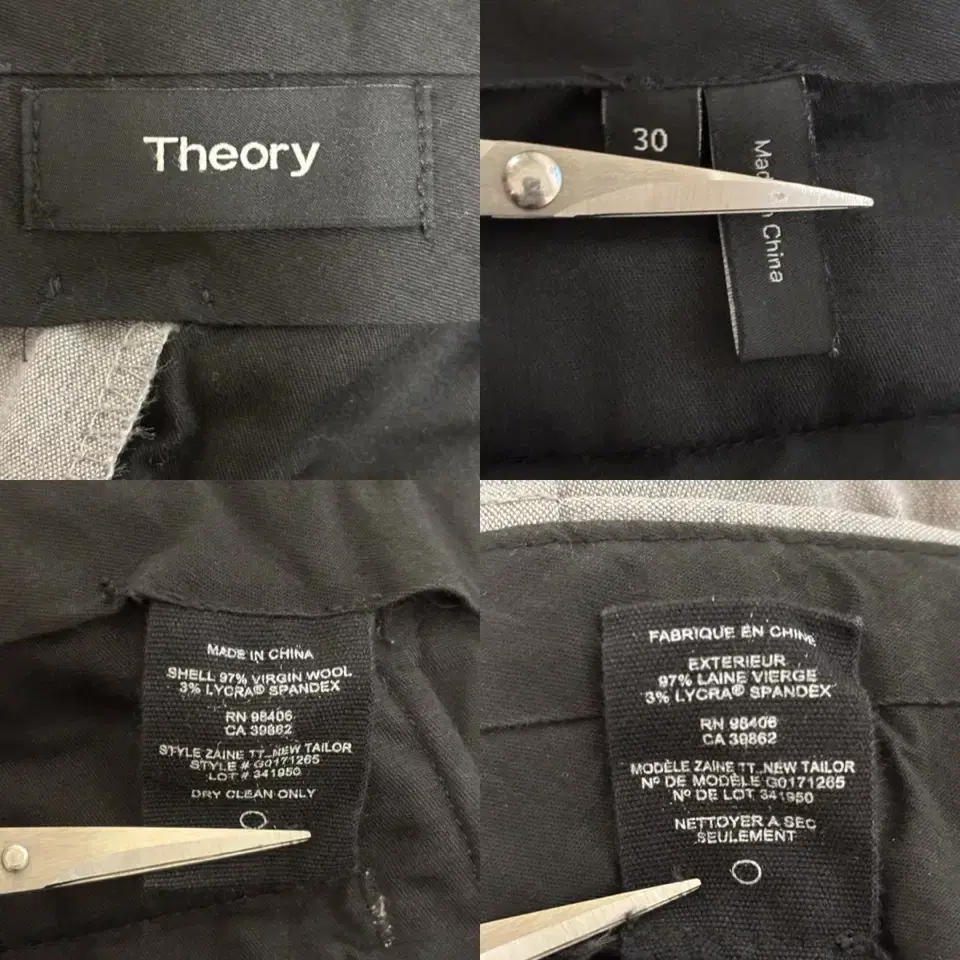 Theory
30
Made in China
MADE IN CHINA
SHELL 97% VIRGIN WOOL
3% LYCRA® SPANDEX
RN 98406
CA 39862
STYLE ZAINE TT_NEW TAILOR
STYLE # G0171265
LOT # 341950
DRY CLEAN ONLY
FABRIQUE EN CHINE
EXTERIEUR
97% LAINE VIERGE
3% LYCRA® SPANDEX
RN 98406
CA 39862
MODÈLE ZAINE TT_NEW TAILOR
Nº DE MODÈLE G0171265
Nº DE LOT 341950
NETTOYER A SEC
SEULEMENT